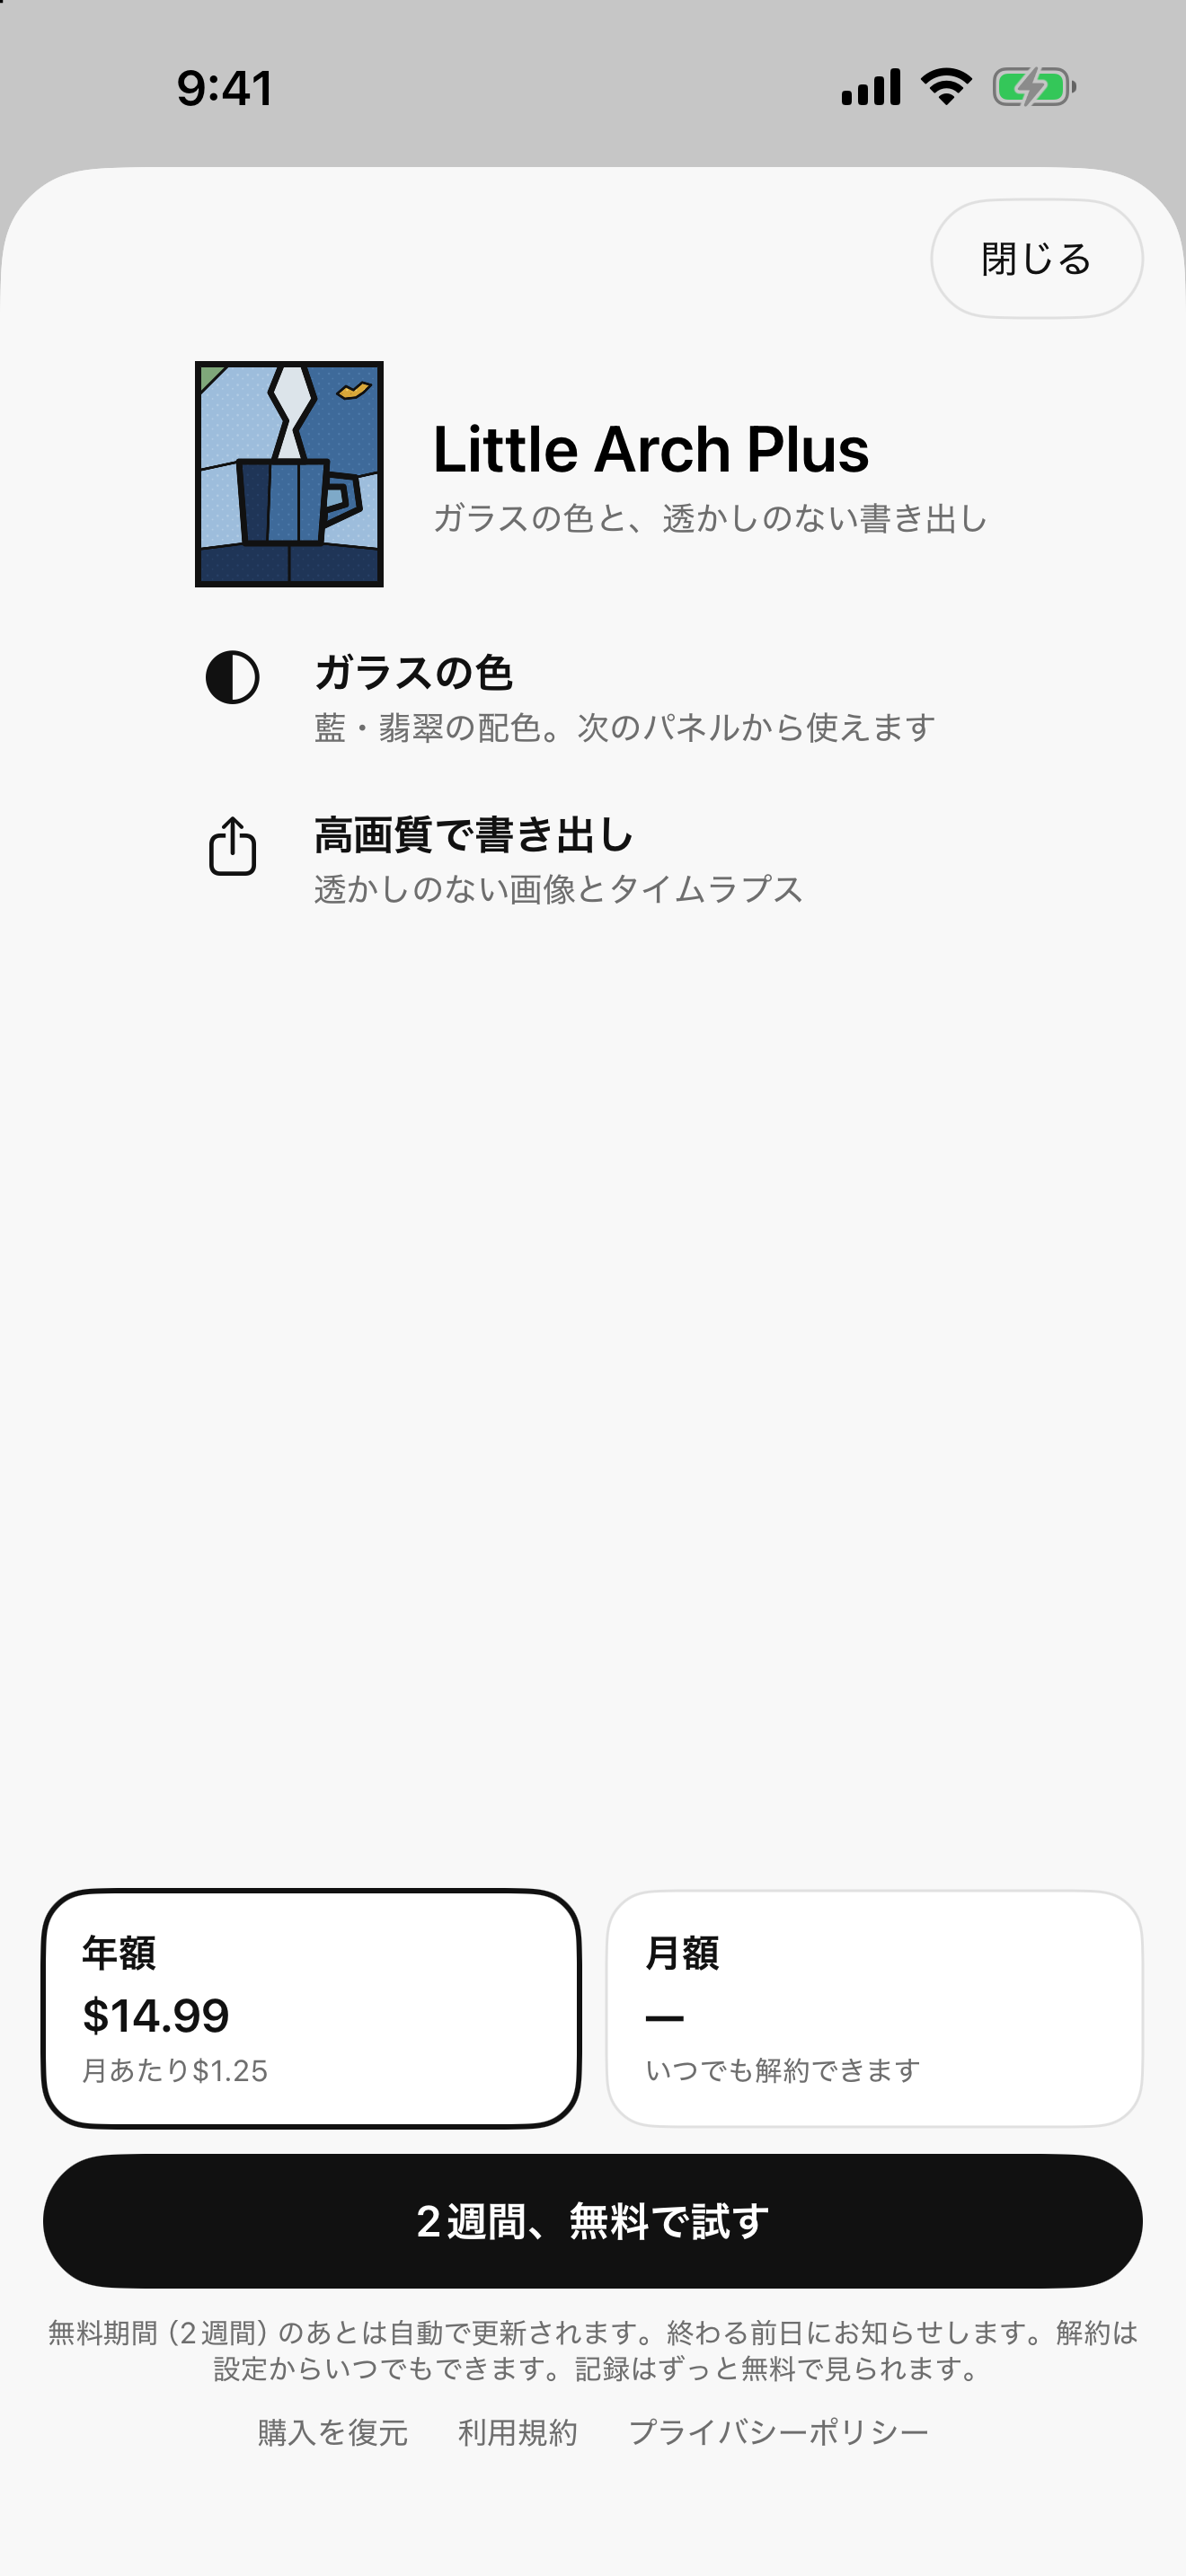 9:41
閉じる
Little Arch Plus
ガラスの色と、透かしのない書き出し
ガラスの色
藍・翡翠の配色。次のパネルから使えます
高画質で書き出し
透かしのない画像とタイムラプス
年額
$14.99
月あたり$1.25
月額
—
いつでも解約できます
2週間、無料で試す
無料期間（2週間）のあとは自動で更新されます。終わる前日にお知らせします。解約は
設定からいつでもできます。記録はずっと無料で見られます。
購入を復元 利用規約 プライバシーポリシー